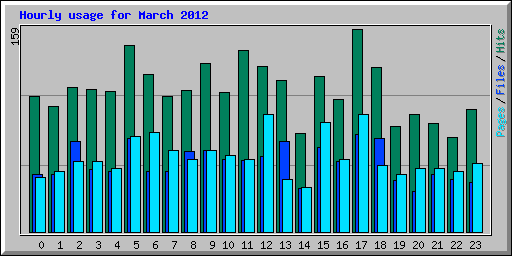 Hourly usage for March 2012
159
Pages/Files/Hits
0 1 2 3 4 5 6 7 8 9 10 11 12 13 14 15 16 17 18 19 20 21 22 23